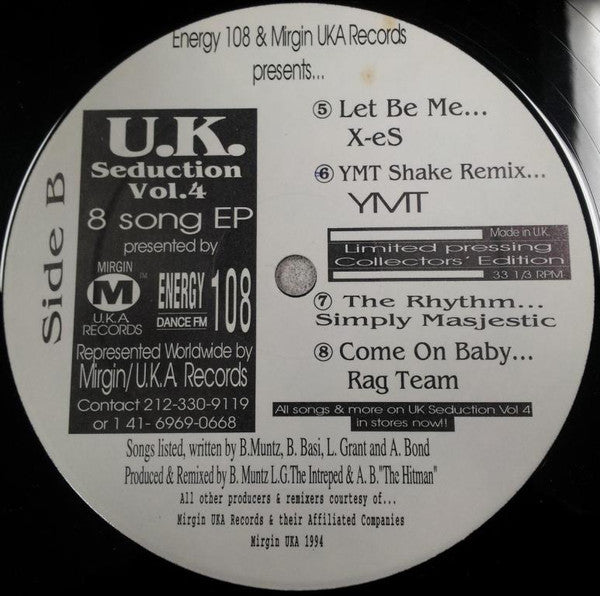 Energy 108 & Mirgin UKA Records
presents...
Side B
U.K.
Seduction
Vol.4
8 song EP
presented by
MIRGIN
M TM
U.K.A
RECORDS
ENERGY
DANCE FM
108
Represented Worldwide by
Mirgin/U.K.A Records
Contact 212-330-9119
or 1 41- 6969-0668
⑤ Let Be Me...
X-eS
⑥ YMT Shake Remix...
YMT
Made in U.K.
Limited pressing
Collectors' Edition
33 1/3 RPM
⑦ The Rhythm...
Simply Masjestic
⑧ Come On Baby...
Rag Team
All songs & more on UK Seduction Vol 4
in stores now!!
Songs listed, written by B.Muntz, B. Basi, L. Grant and A. Bond
Produced & Remixed by B. Muntz L.G.The Intreped & A. B."The Hitman"
All other producers & remixers courtesy of...
Mirgin UKA Records & their Affiliated Companies
Mirgin UKA 1994